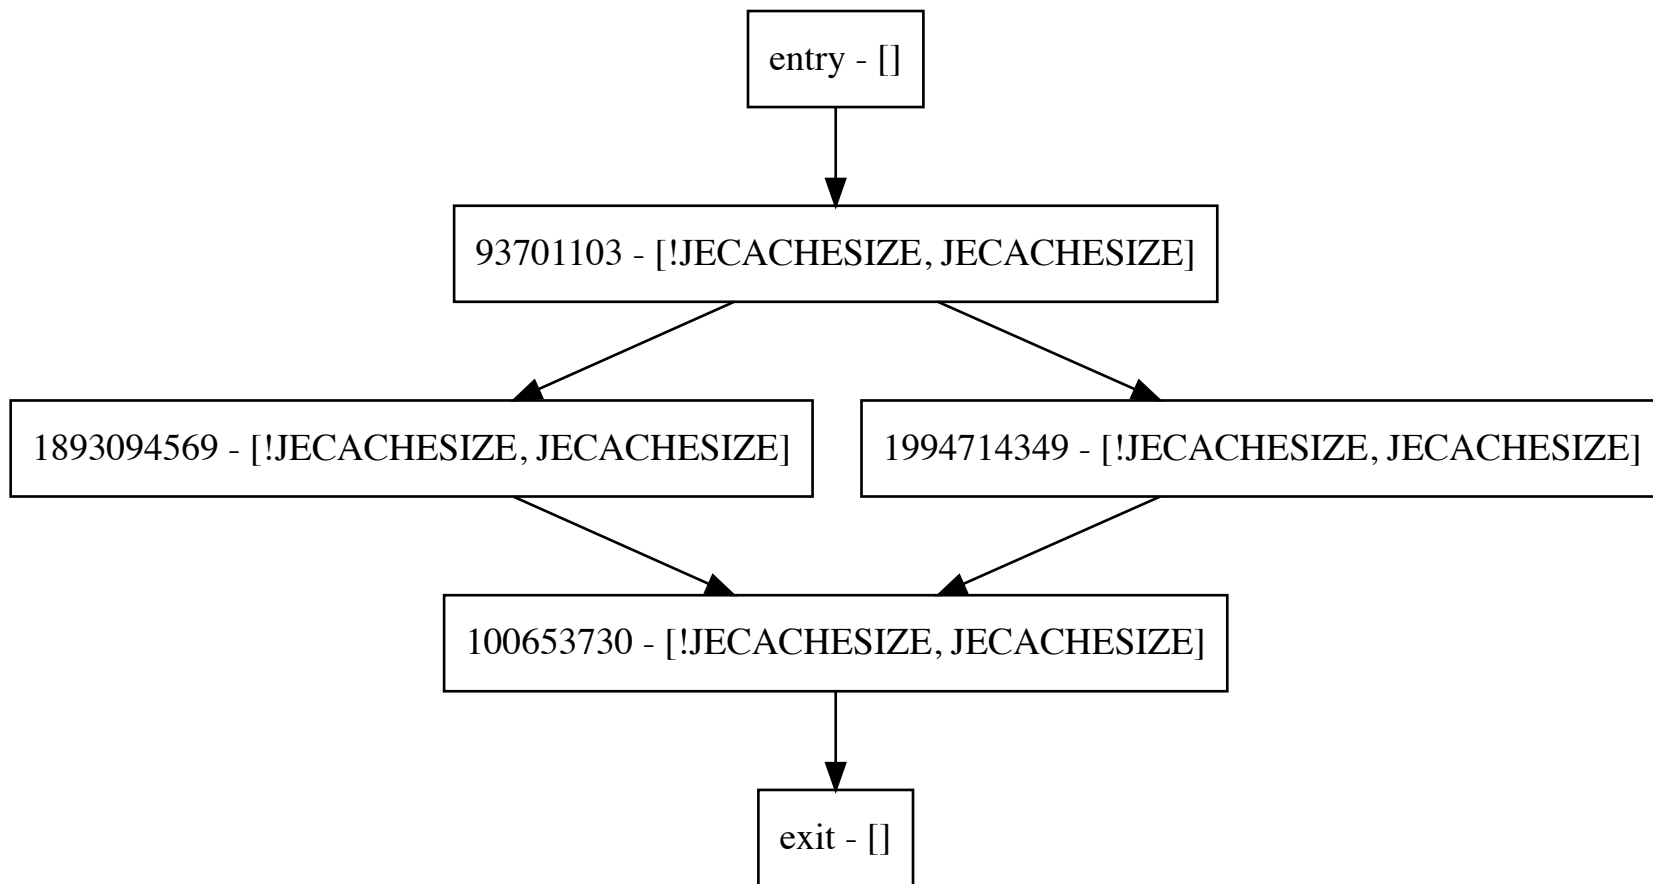 entry - []
93701103 - [!JECACHESIZE, JECACHESIZE]
1893094569 - [!JECACHESIZE, JECACHESIZE]
1994714349 - [!JECACHESIZE, JECACHESIZE]
100653730 - [!JECACHESIZE, JECACHESIZE]
exit - []